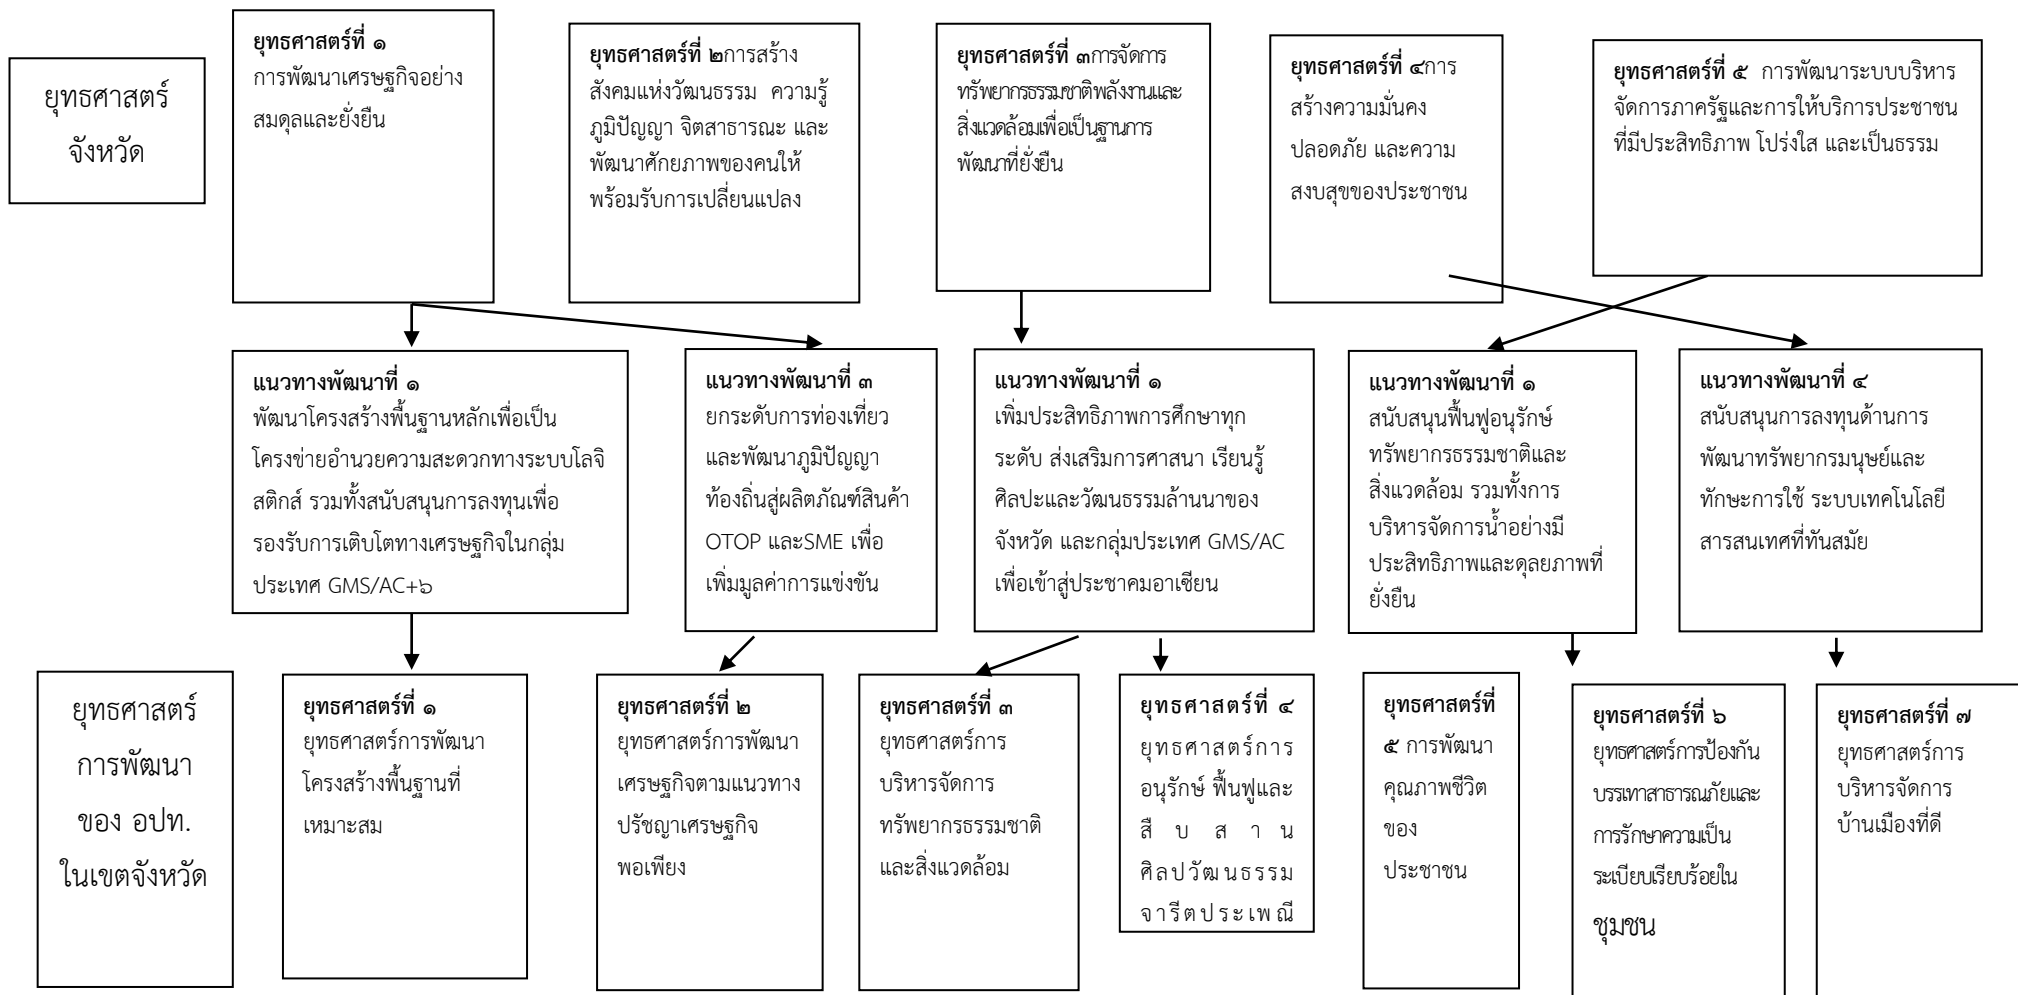 ยุทธศาสตร์
จังหวัด
ยุทธศาสตร์ที่ ๑
การพัฒนาเศรษฐกิจอย่าง
สมดุลและยั่งยืน
ยุทธศาสตร์ที่ ๒การสร้าง
สังคมแห่งวัฒนธรรม ความรู้
ภูมิปัญญา จิตสาธารณะ และ
พัฒนาศักยภาพของคนให้
พร้อมรับการเปลี่ยนแปลง
ยุทธศาสตร์ที่ ๓การจัดการ
ทรัพยากรธรรมชาติพลังงานและ
สิ่งแวดล้อมเพื่อเป็นฐานการ
พัฒนาที่ยั่งยืน
ยุทธศาสตร์ที่ ๔การ
สร้างความมั่นคง
ปลอดภัย และความ
สงบสุขของประชาชน
ยุทธศาสตร์ที่ ๕ การพัฒนาระบบบริหาร
จัดการภาครัฐและการให้บริการประชาชน
ที่มีประสิทธิภาพ โปร่งใส และเป็นธรรม
แนวทางพัฒนาที่ ๑
พัฒนาโครงสร้างพื้นฐานหลักเพื่อเป็น
โครงข่ายอำนวยความสะดวกทางระบบโลจิ
สติกส์ รวมทั้งสนับสนุนการลงทุนเพื่อ
รองรับการเติบโตทางเศรษฐกิจในกลุ่ม
ประเทศ GMS/AC+๖
แนวทางพัฒนาที่ ๓
ยกระดับการท่องเที่ยว
และพัฒนาภูมิปัญญา
ท้องถิ่นสู่ผลิตภัณฑ์สินค้า
OTOP และSME เพื่อ
เพิ่มมูลค่าการแข่งขัน
แนวทางพัฒนาที่ ๑
เพิ่มประสิทธิภาพการศึกษาทุก
ระดับ ส่งเสริมการศาสนา เรียนรู้
ศิลปะและวัฒนธรรมล้านนาของ
จังหวัด และกลุ่มประเทศ GMS/AC
เพื่อเข้าสู่ประชาคมอาเซียน
แนวทางพัฒนาที่ ๑
สนับสนุนฟื้นฟูอนุรักษ์
ทรัพยากรธรรมชาติและ
สิ่งแวดล้อม รวมทั้งการ
บริหารจัดการน้ำอย่างมี
ประสิทธิภาพและดุลยภาพที่
ยั่งยืน
แนวทางพัฒนาที่ ๔
สนับสนุนการลงทุนด้านการ
พัฒนาทรัพยากรมนุษย์และ
ทักษะการใช้ ระบบเทคโนโลยี
สารสนเทศที่ทันสมัย
ยุทธศาสตร์
การพัฒนา
ของ อปท.
ในเขตจังหวัด
ยุทธศาสตร์ที่ ๑
ยุทธศาสตร์การพัฒนา
โครงสร้างพื้นฐานที่
เหมาะสม
ยุทธศาสตร์ที่ ๒
ยุทธศาสตร์การพัฒนา
เศรษฐกิจตามแนวทาง
ปรัชญาเศรษฐกิจ
พอเพียง
ยุทธศาสตร์ที่ ๓
ยุทธศาสตร์การ
บริหารจัดการ
ทรัพยากรธรรมชาติ
และสิ่งแวดล้อม
ยุทธศาสตร์ที่ ๔
ยุทธศาสตร์การ
อนุรักษ์ ฟื้นฟูและ
สืบสาน
ศิลปวัฒนธรรม
จารีตประเพณี
ยุทธศาสตร์ที่
๕ การพัฒนา
คุณภาพชีวิต
ของ
ประชาชน
ยุทธศาสตร์ที่ ๖
ยุทธศาสตร์การป้องกัน
บรรเทาสาธารณภัยและ
การรักษาความเป็น
ระเบียบเรียบร้อยใน
ชุมชน
ยุทธศาสตร์ที่ ๗
ยุทธศาสตร์การ
บริหารจัดการ
บ้านเมืองที่ดี